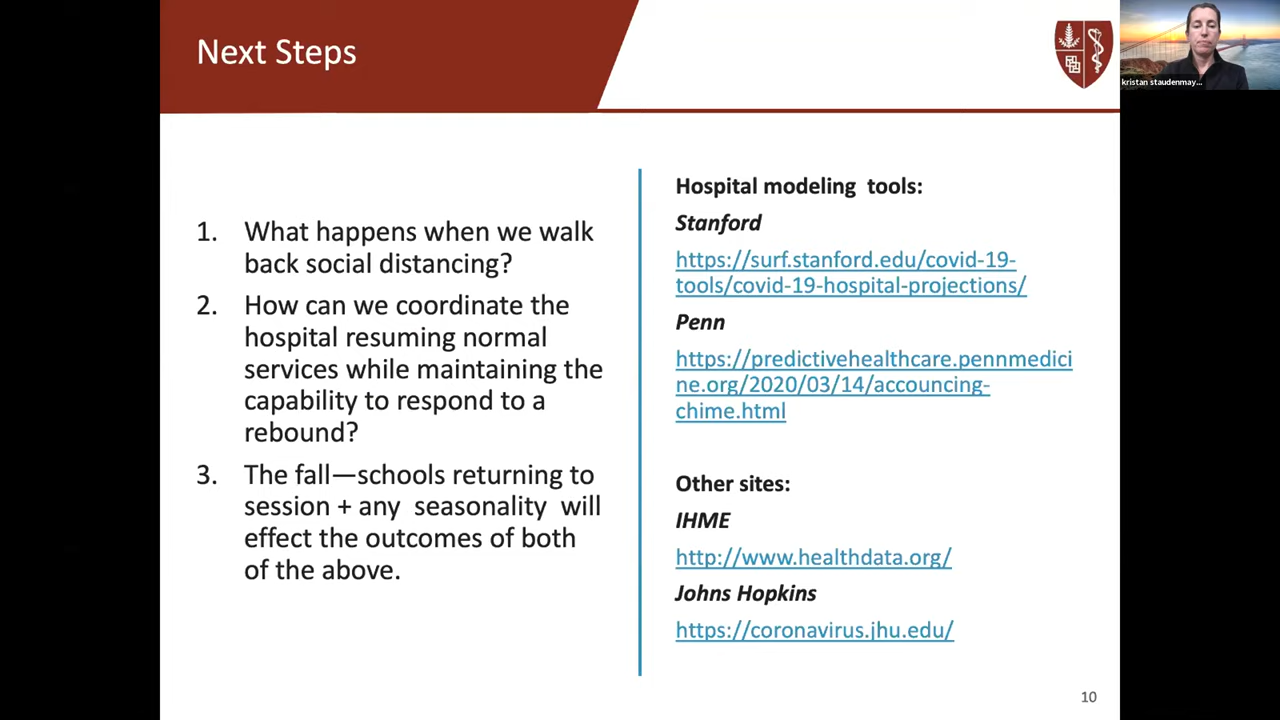 Next Steps
kristan staudenmay...
1. What happens when we walk
back social distancing?
2. How can we coordinate the
hospital resuming normal
services while maintaining the
capability to respond to a
rebound?
3. The fall—schools returning to
session + any seasonality will
effect the outcomes of both
of the above.
Hospital modeling tools:
Stanford
https://surf.stanford.edu/covid-19-
tools/covid-19-hospital-projections/
Penn
https://predictivehealthcare.pennmedici
ne.org/2020/03/14/accouncing-
chime.html
Other sites:
IHME
http://www.healthdata.org/
Johns Hopkins
https://coronavirus.jhu.edu/
10